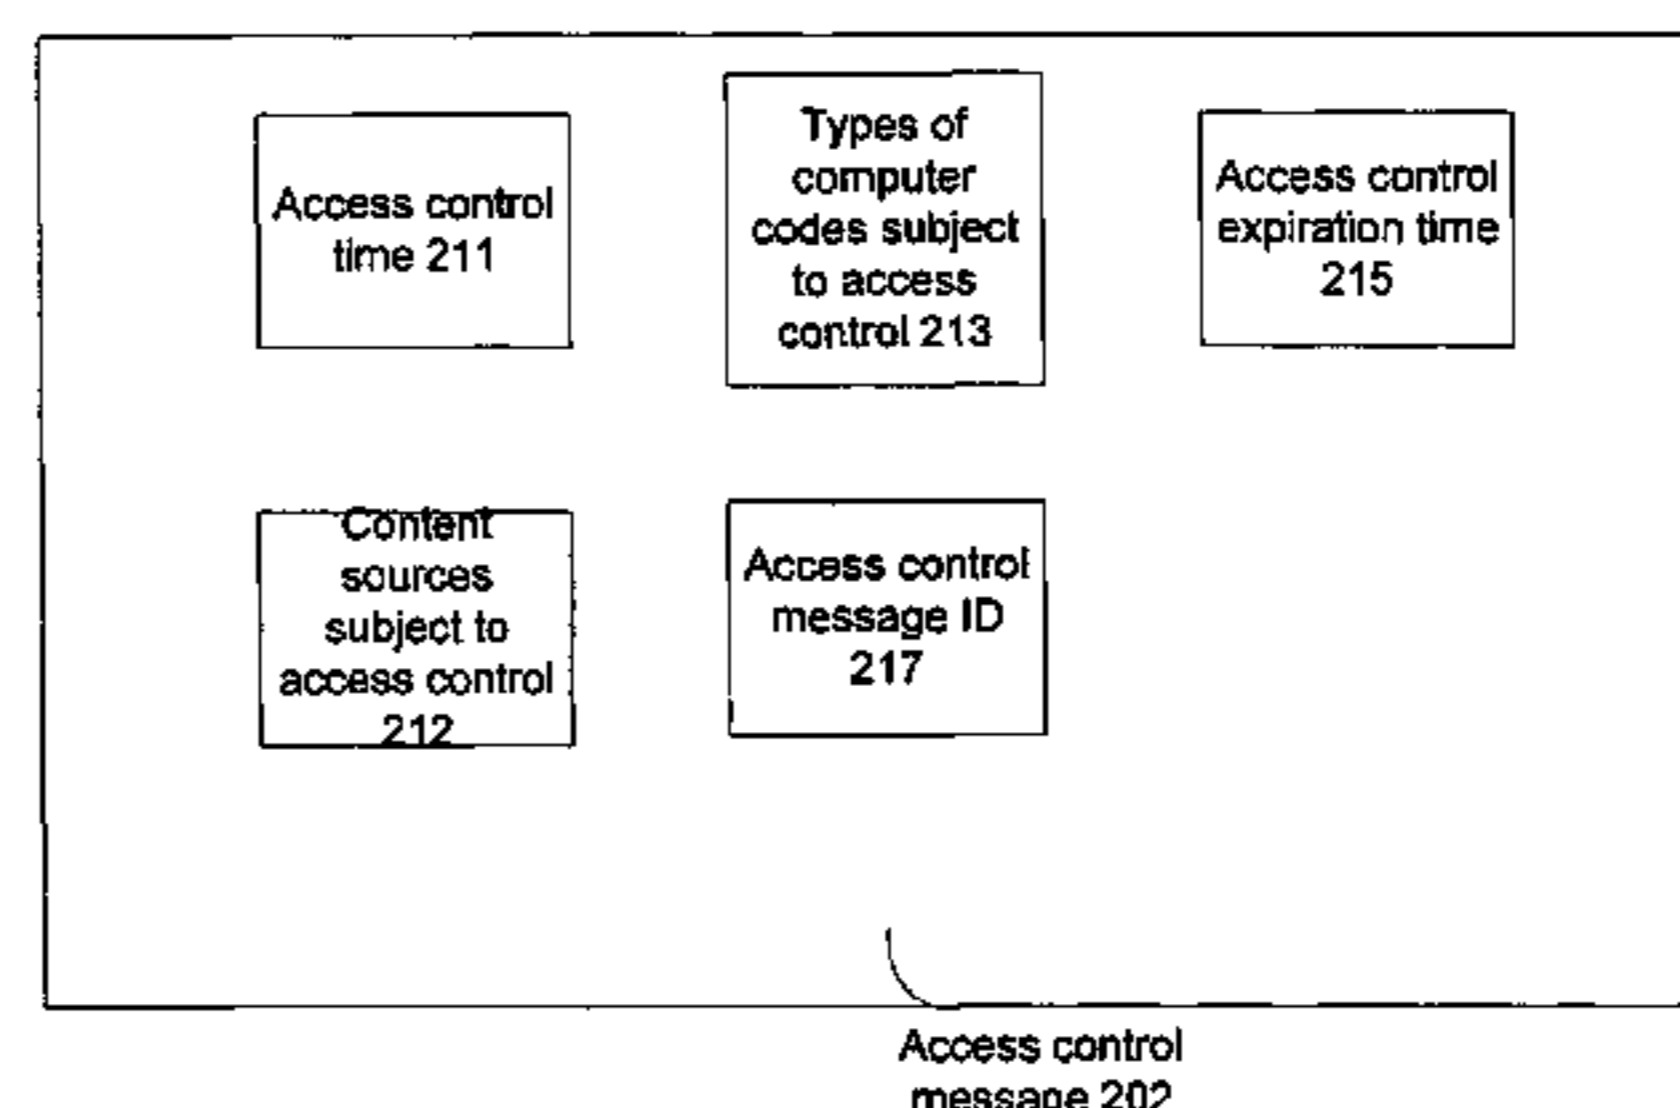 Access control
time 211
Types of
computer
codes subject
to access
control 213
Access control
expiration time
215
Content
sources
subject to
access control
212
Access control
message ID
217
Access control
message 202